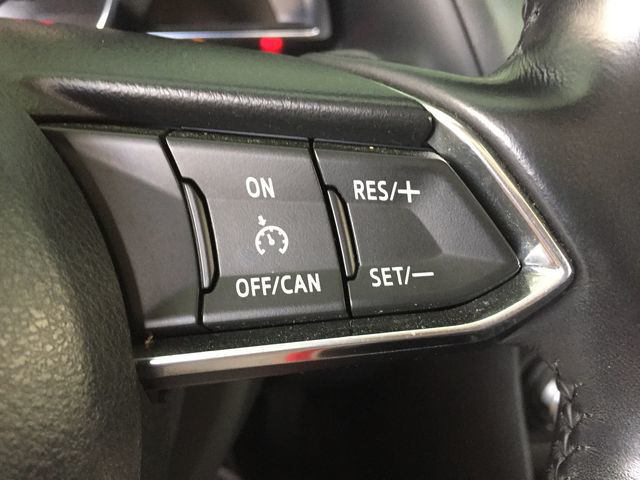 ON
OFF/CAN
RES/+
SET/—